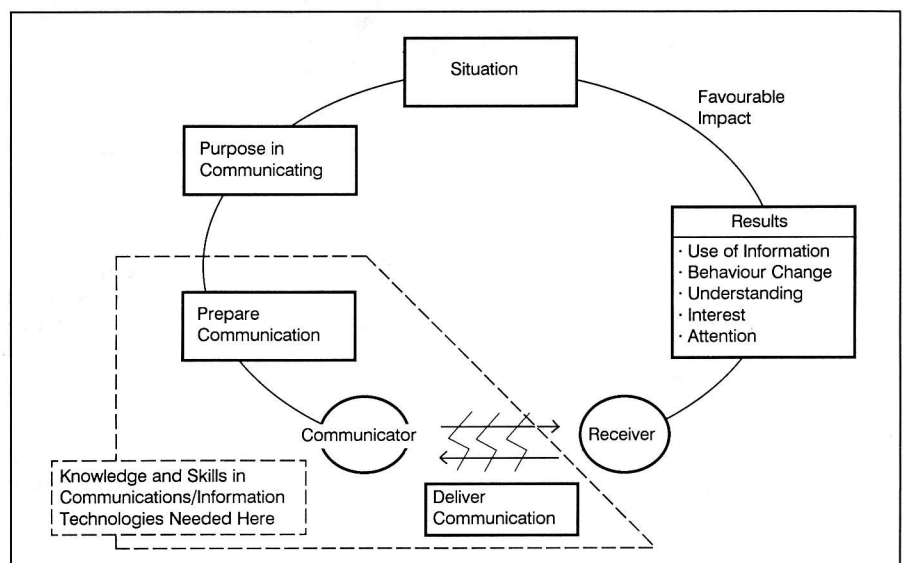 Situation
Favourable
Impact
Purpose in
Communicating
Results
· Use of Information
· Behaviour Change
· Understanding
· Interest
· Attention
Prepare
Communication
Communicator
Receiver
Knowledge and Skills in
Communications/Information
Technologies Needed Here
Deliver
Communication